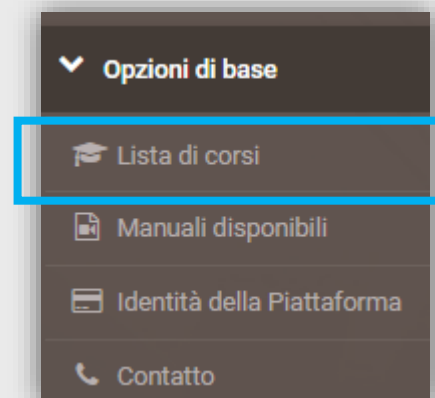 Opzioni di base
Lista di corsi
Manuali disponibili
Identità della Piattaforma
Contatto